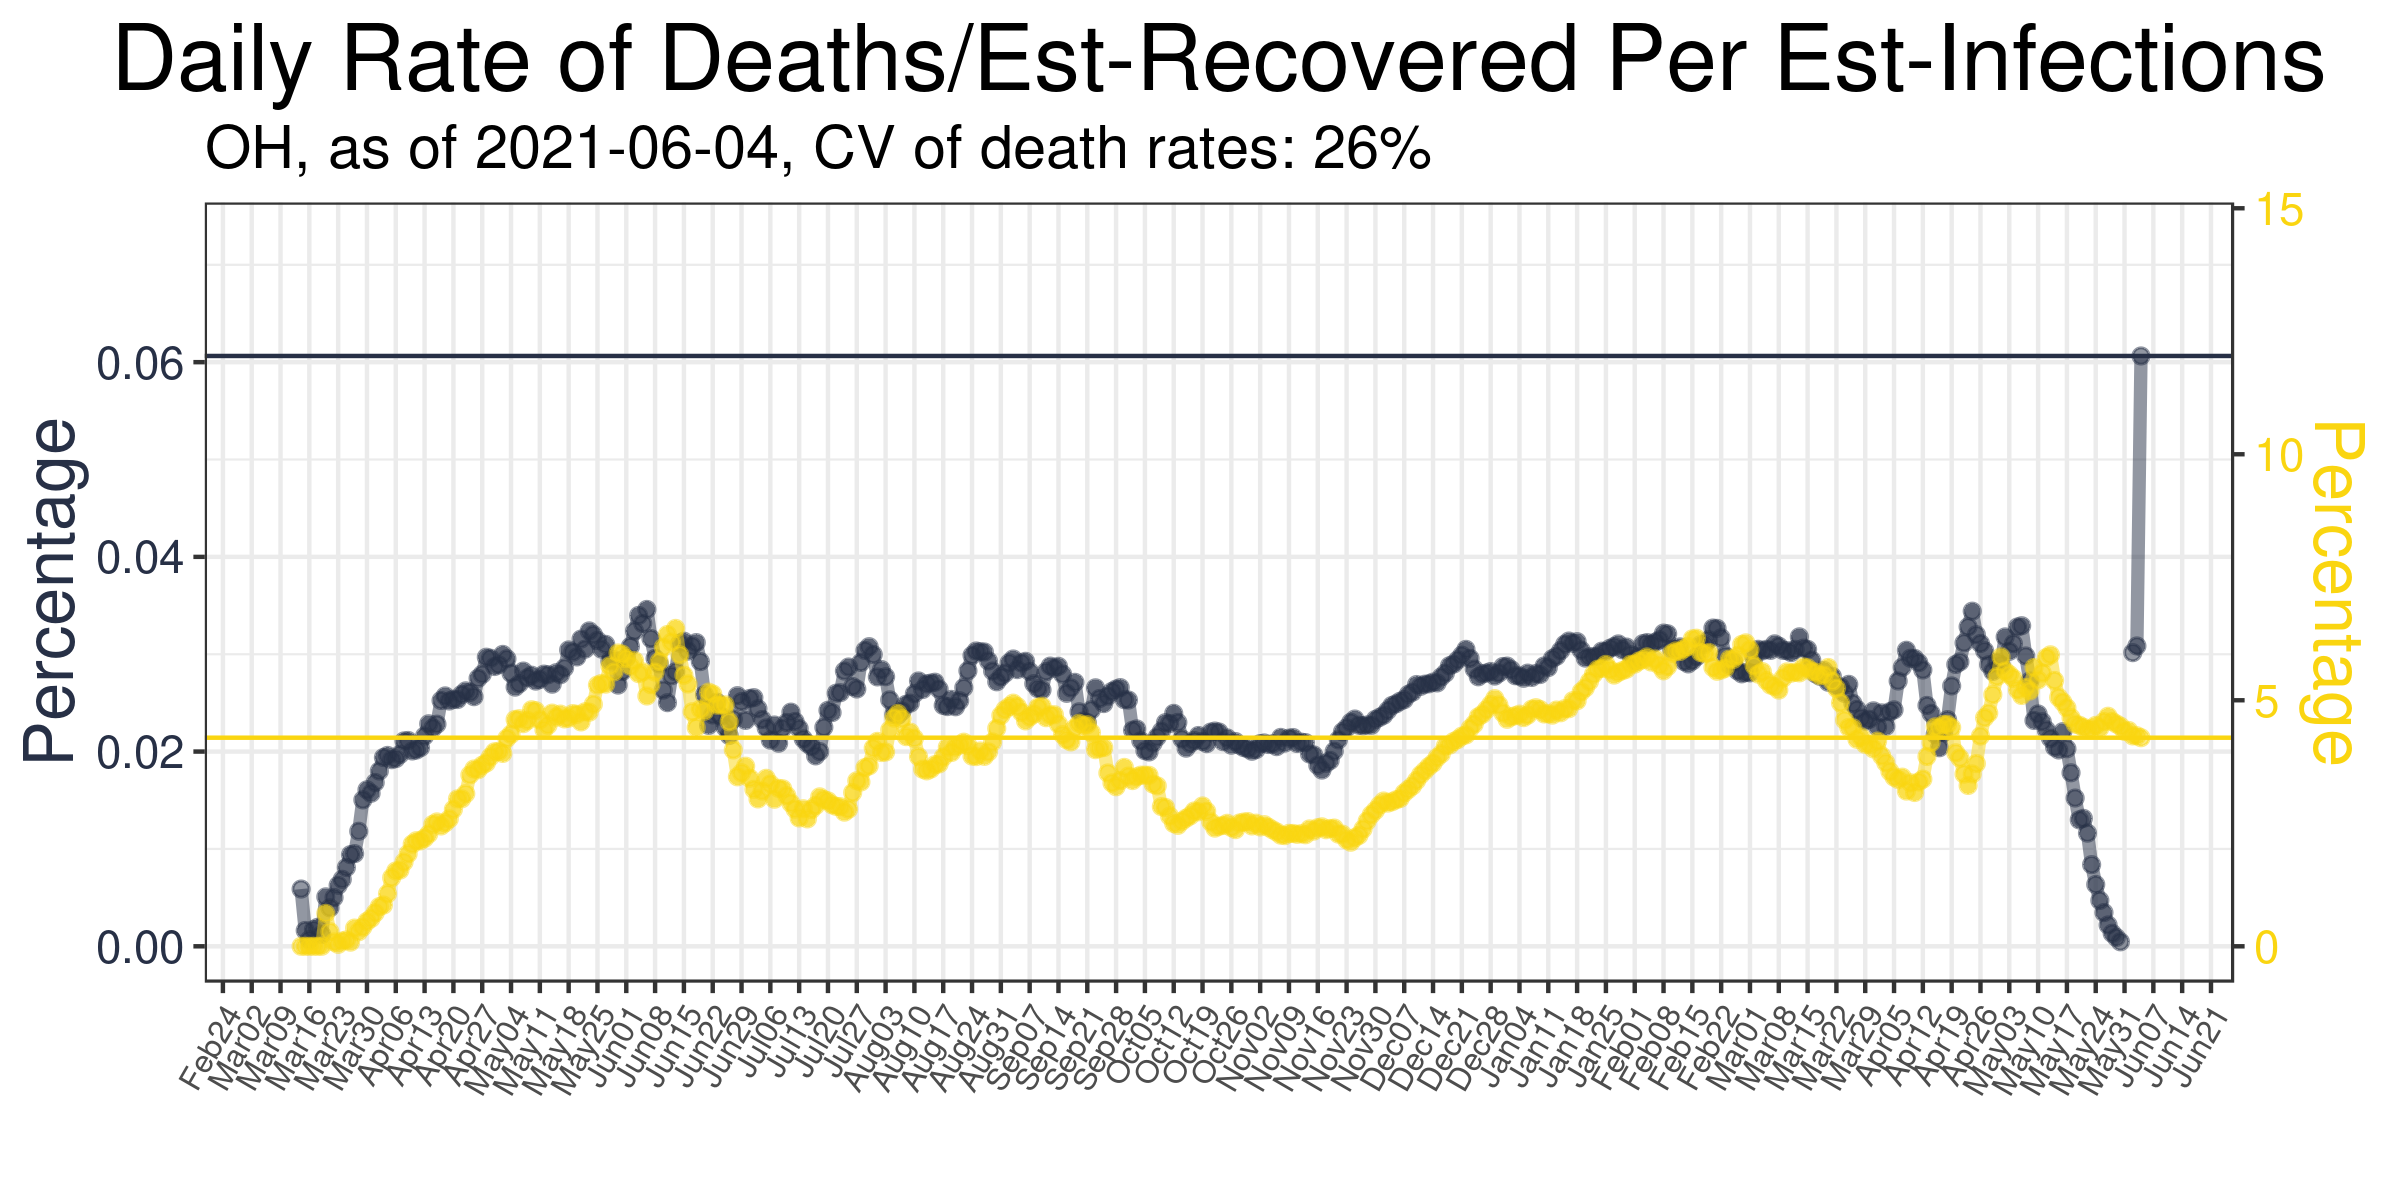 Daily Rate of Deaths/Est-Recovered Per Est-Infections
OH, as of 2021-06-04, CV of death rates: 26%
Percentage
0.06
0.04
0.02
0.00
15
10
5
0
Percentage
Feb24
Mar02
Mar09
Mar16
Mar23
Mar30
Apr06
Apr13
Apr20
Apr27
May04
May11
May18
May25
Jun01
Jun08
Jun15
Jun22
Jun29
Jul06
Jul13
Jul20
Jul27
Aug03
Aug10
Aug17
Aug24
Aug31
Sep07
Sep14
Sep21
Sep28
Oct05
Oct12
Oct19
Oct26
Nov02
Nov09
Nov16
Nov23
Nov30
Dec07
Dec14
Dec21
Dec28
Jan04
Jan11
Jan18
Jan25
Feb01
Feb08
Feb15
Feb22
Mar01
Mar08
Mar15
Mar22
Mar29
Apr05
Apr12
Apr19
Apr26
May03
May10
May17
May24
May31
Jun07
Jun14
Jun21